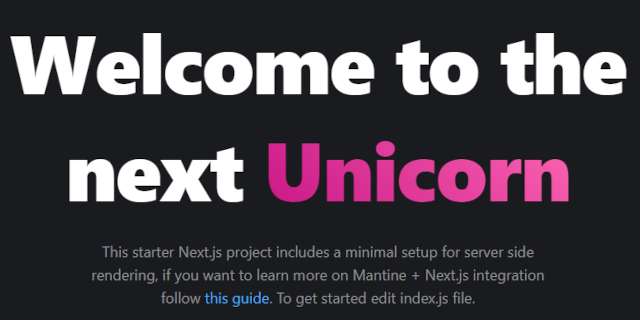 Welcome to the
next Unicorn
This starter Next.js project includes a minimal setup for server side
rendering, if you want to learn more on Mantine + Next.js integration
follow this guide. To get started edit index.js file.